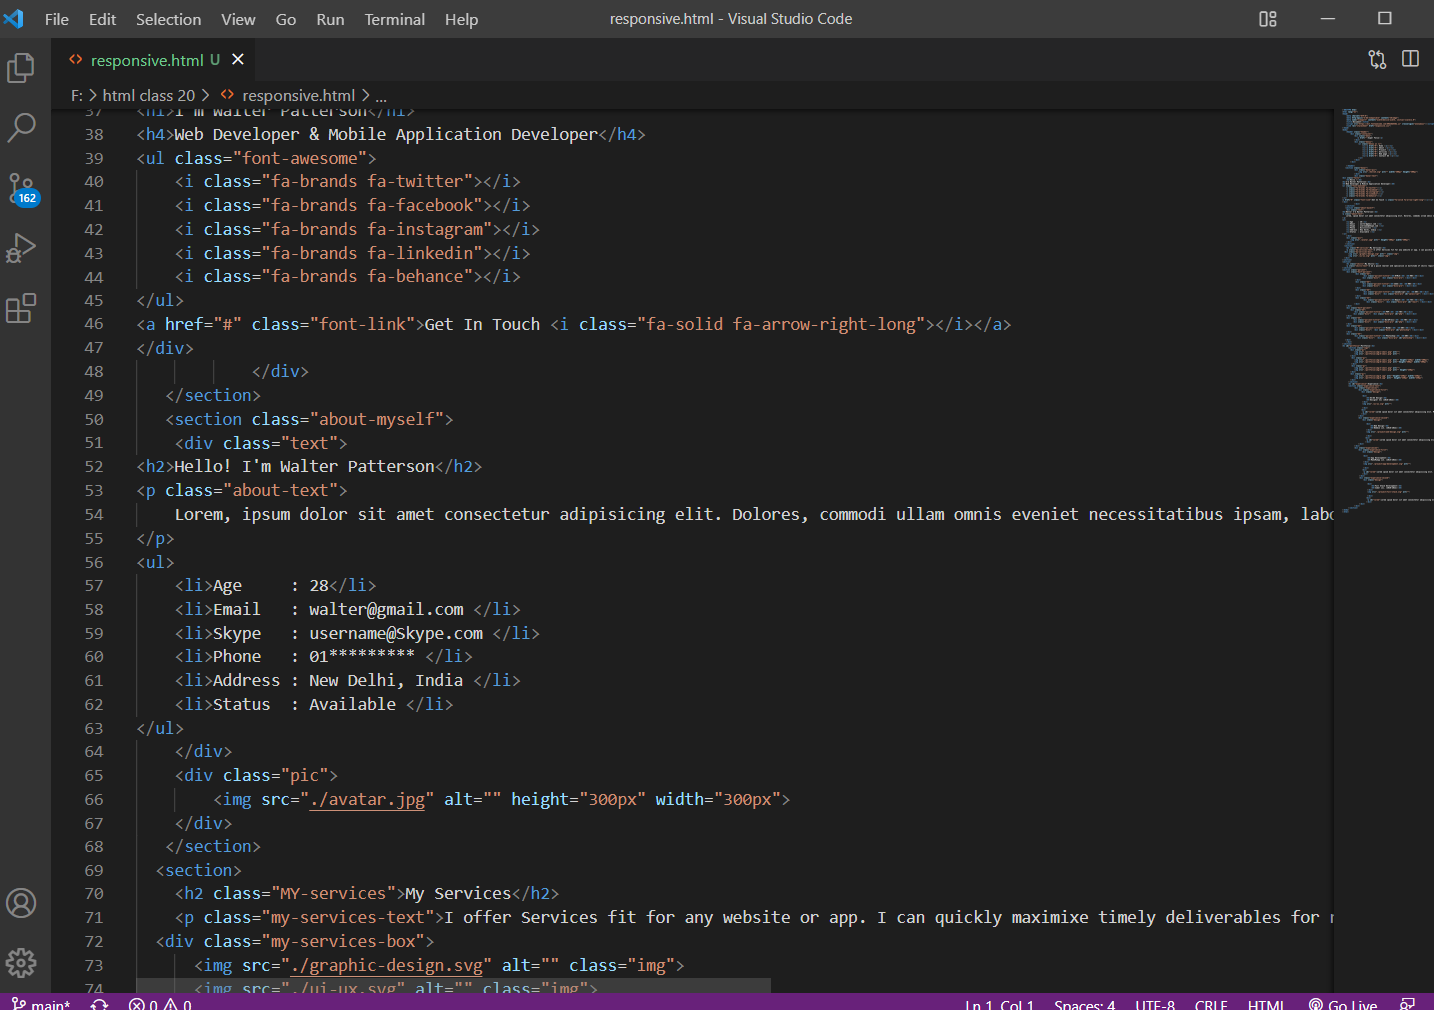 File Edit Selection View Go Run Terminal Help responsive.html - Visual Studio Code
responsive.html U
F: > html class 20 > responsive.html > ...
37 <h1>I'm Walter Patterson</h1>
38 <h4>Web Developer & Mobile Application Developer</h4>
39 <ul class="font-awesome">
40 <i class="fa-brands fa-twitter"></i>
41 <i class="fa-brands fa-facebook"></i>
42 <i class="fa-brands fa-instagram"></i>
43 <i class="fa-brands fa-linkedin"></i>
44 <i class="fa-brands fa-behance"></i>
45 </ul>
46 <a href="#" class="font-link">Get In Touch <i class="fa-solid fa-arrow-right-long"></i></a>
47 </div>
48 </div>
49 </section>
50 <section class="about-myself">
51 <div class="text">
52 <h2>Hello! I'm Walter Patterson</h2>
53 <p class="about-text">
54 Lorem, ipsum dolor sit amet consectetur adipisicing elit. Dolores, commodi ullam omnis eveniet necessitatibus ipsam, labo
55 </p>
56 <ul>
57 <li>Age : 28</li>
58 <li>Email : walter@gmail.com </li>
59 <li>Skype : username@Skype.com </li>
60 <li>Phone : 01********* </li>
61 <li>Address : New Delhi, India </li>
62 <li>Status : Available </li>
63 </ul>
64 </div>
65 <div class="pic">
66 <img src="./avatar.jpg" alt="" height="300px" width="300px">
67 </div>
68 </section>
69 <section>
70 <h2 class="MY-services">My Services</h2>
71 <p class="my-services-text">I offer Services fit for any website or app. I can quickly maximixe timely deliverables for
72 <div class="my-services-box">
73 <img src="./graphic-design.svg" alt="" class="img">
74 <img src="./ui-ux.svg" alt="" class="img">
162
main* 0 0 Ln 1, Col 1 Spaces: 4 UTF-8 CRLF HTML Go Live